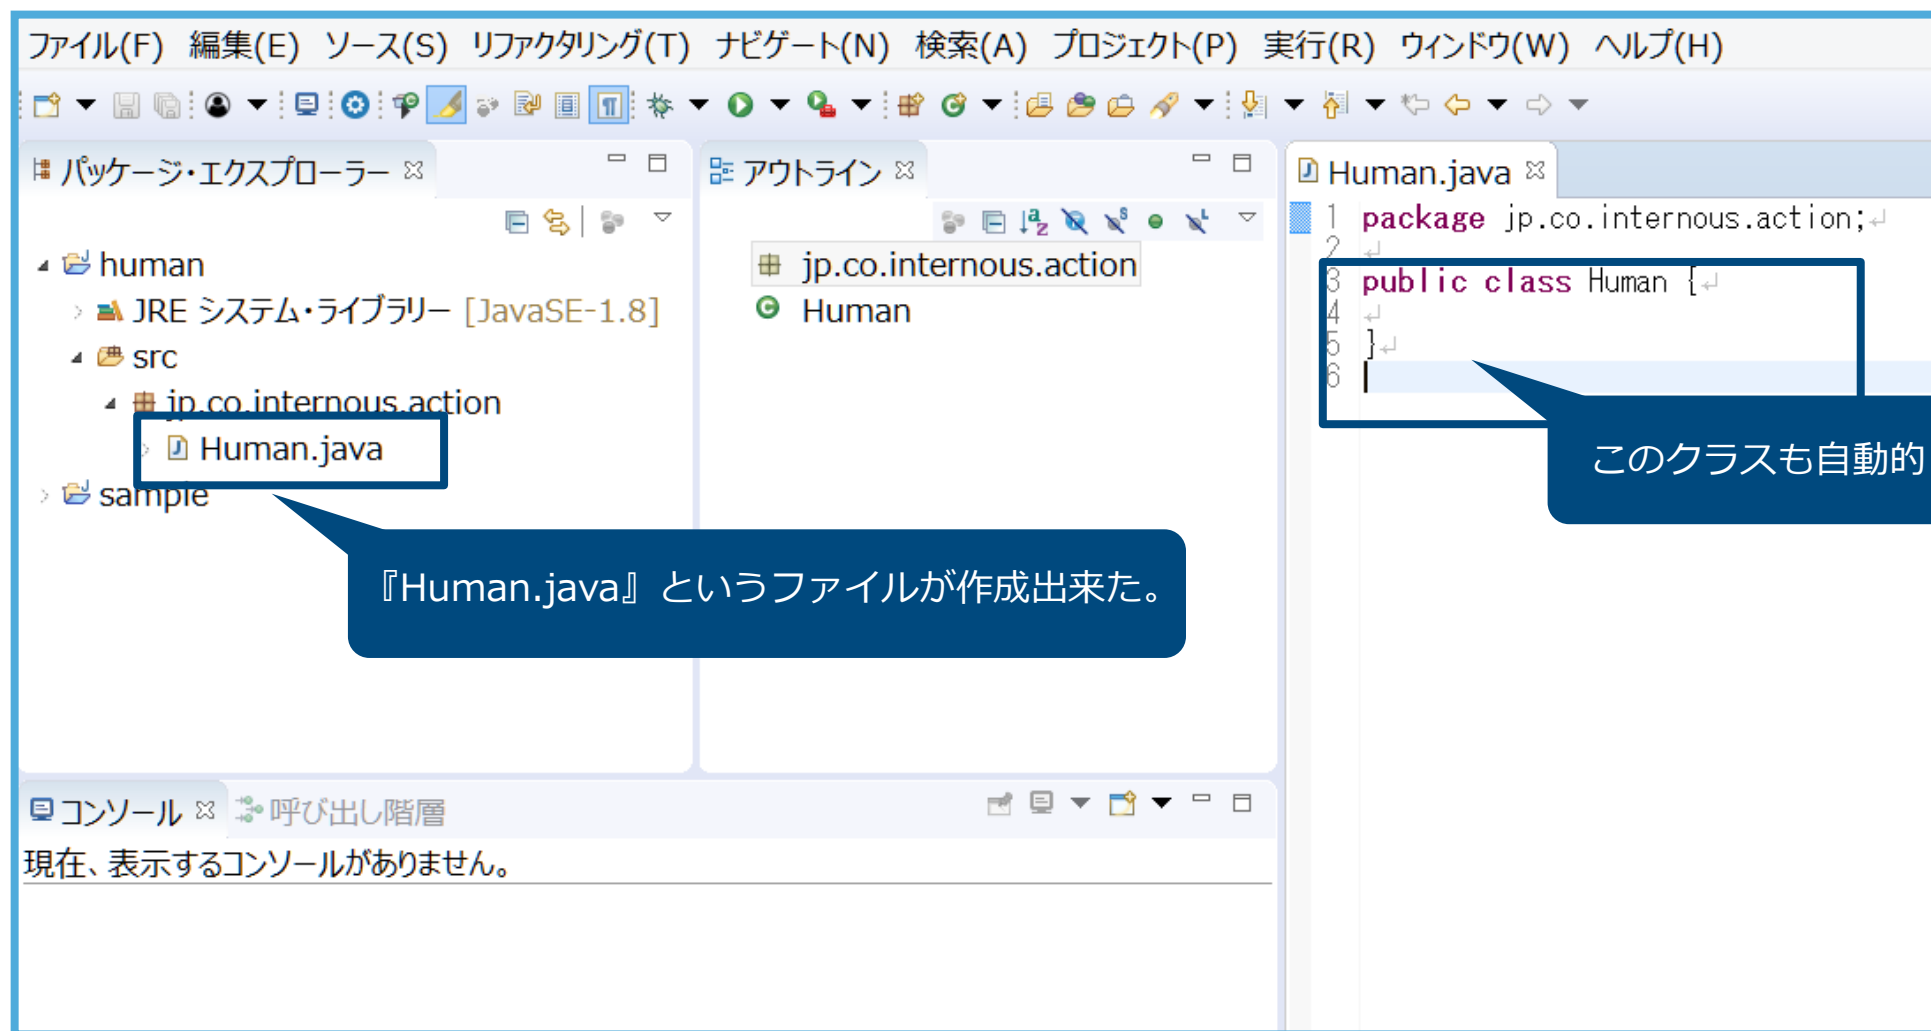 ファイル(F) 編集(E) ソース(S) リファクタリング(T) ナビゲート(N) 検索(A) プロジェクト(P) 実行(R) ウィンドウ(W) ヘルプ(H)
パッケージ・エクスプローラー
human
JRE システム・ライブラリー [JavaSE-1.8]
src
jp.co.internous.action
Human.java
sample
『Human.java』というファイルが作成出来た。
アウトライン
jp.co.internous.action
Human
Human.java
1 package jp.co.internous.action;
2
3 public class Human {
4
5 }
6
このクラスも自動的
コンソール 呼び出し階層
現在、表示するコンソールがありません。